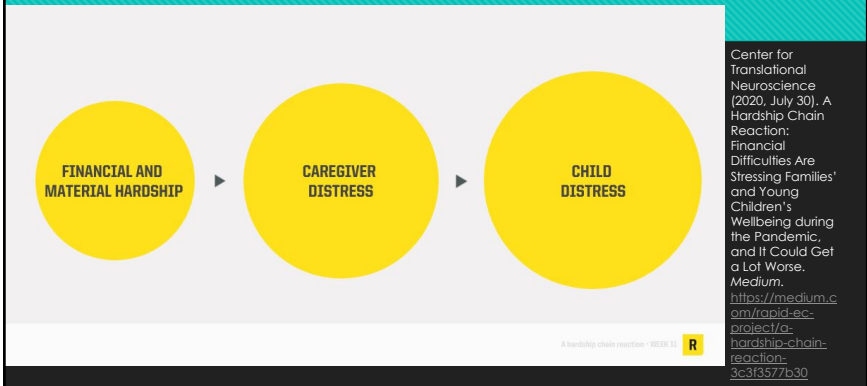 FINANCIAL AND
MATERIAL HARDSHIP
CAREGIVER
DISTRESS
CHILD
DISTRESS
A hardship chain reaction • WEEK
R
Center for
Translational
Neuroscience
(2020, July 30). A
Hardship Chain
Reaction:
Financial
Difficulties Are
Stressing Families'
and Young
Children's
Wellbeing during
the Pandemic,
and It Could Get
a Lot Worse.
Medium.
https://medium.c
om/rapid-ec-
project/a-
hardship-chain-
reaction-
3c3f3577b30